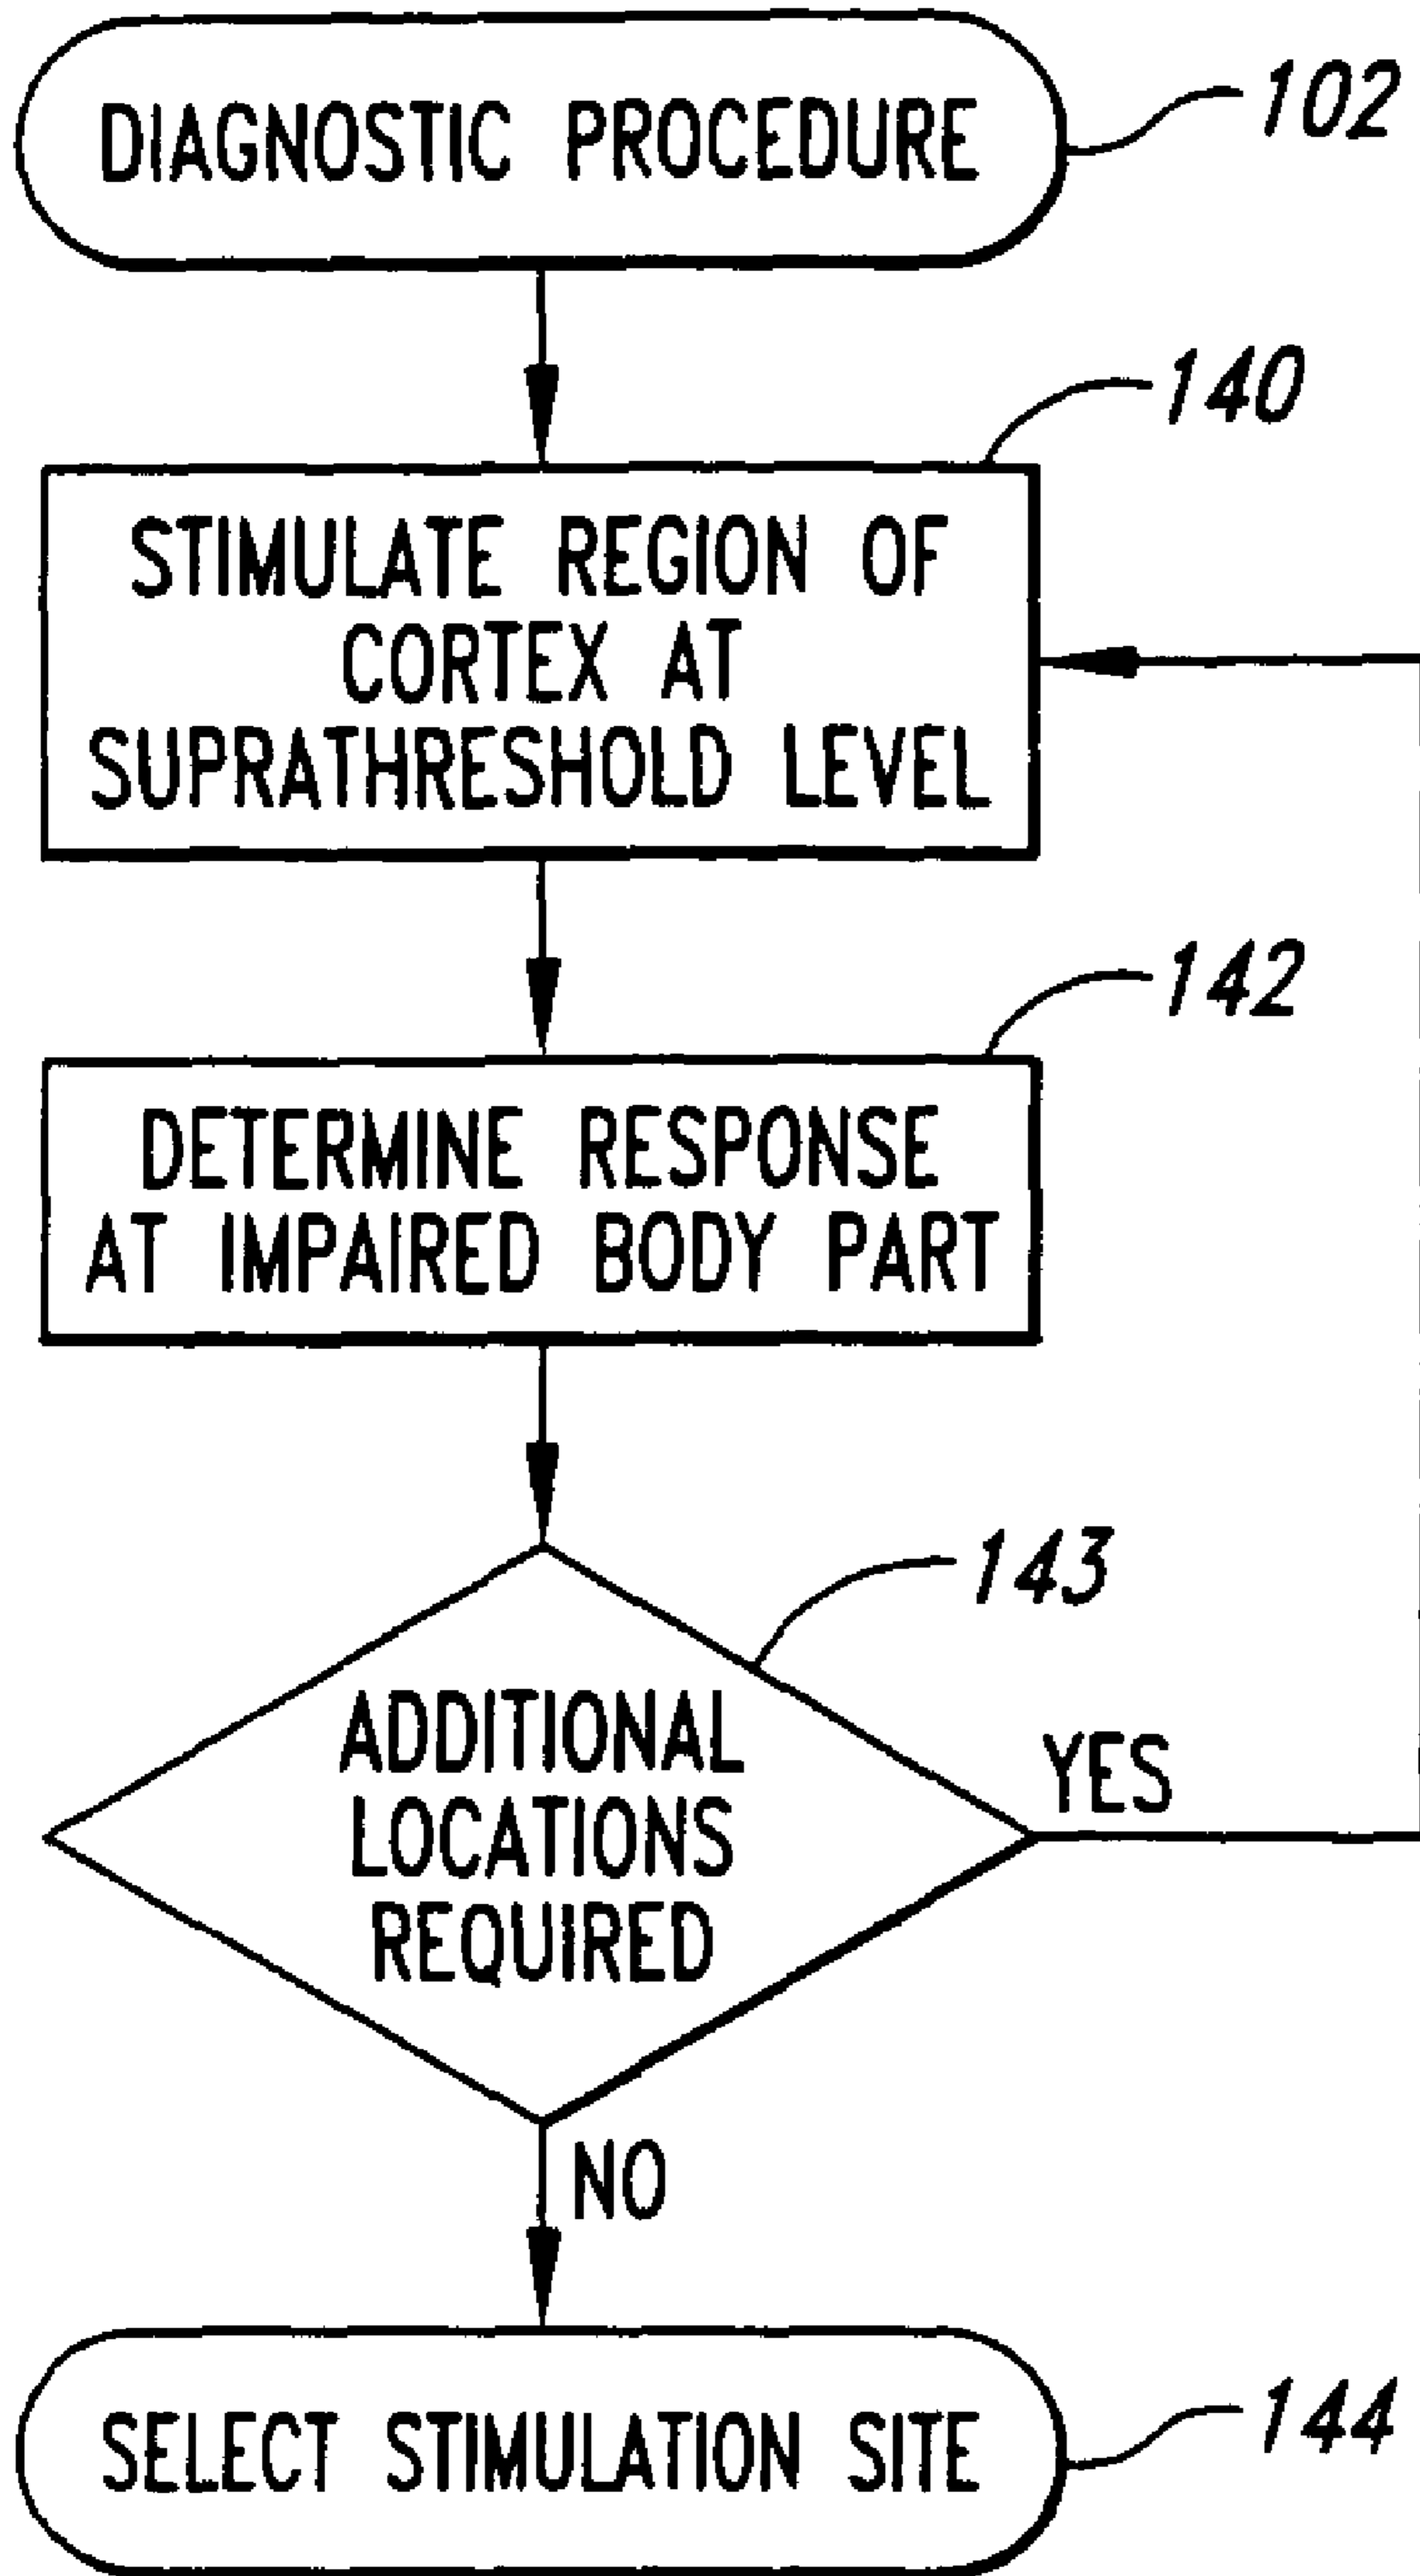 DIAGNOSTIC PROCEDURE
102
140
STIMULATE REGION OF
CORTEX AT
SUPRATHRESHOLD LEVEL
142
DETERMINE RESPONSE
AT IMPAIRED BODY PART
143
ADDITIONAL
LOCATIONS
REQUIRED
YES
NO
SELECT STIMULATION SITE
144